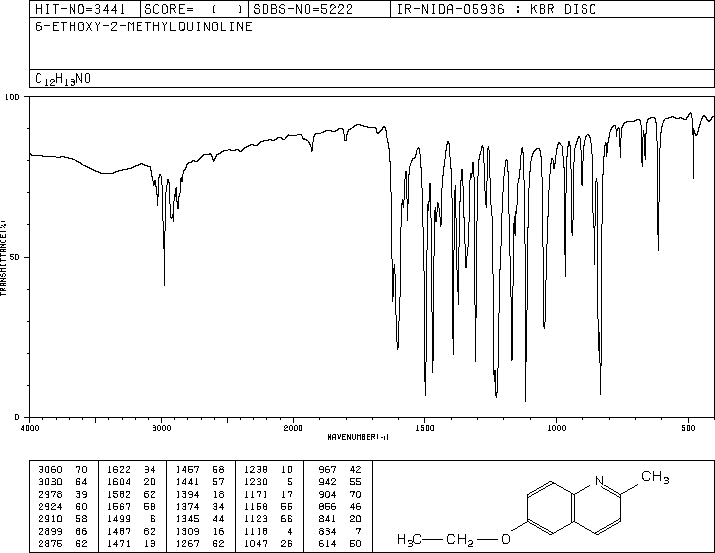 HIT-NO=3441 SCORE= ( ) SDBS-NO=5222 IR-NIDA-05936 : KBR DISC
6-ETHOXY-2-METHYLQUINOLINE
C12H13NO
100
TRANSMITTANCE(%)
50
0
4000 3000 2000 1500 1000 500
WAVENUMBER(-1)
3060 70 1622 34 1457 68 1238 10 967 42
3030 64 1604 20 1441 57 1230 5 942 55
2978 39 1582 62 1394 18 1171 17 904 70
2924 60 1567 58 1374 34 1158 55 856 46
2910 58 1499 6 1345 44 1123 66 841 20
2899 66 1487 62 1309 16 1118 4 834 7
2876 62 1471 13 1267 62 1047 26 614 50
N CH3
H3C CH2 O